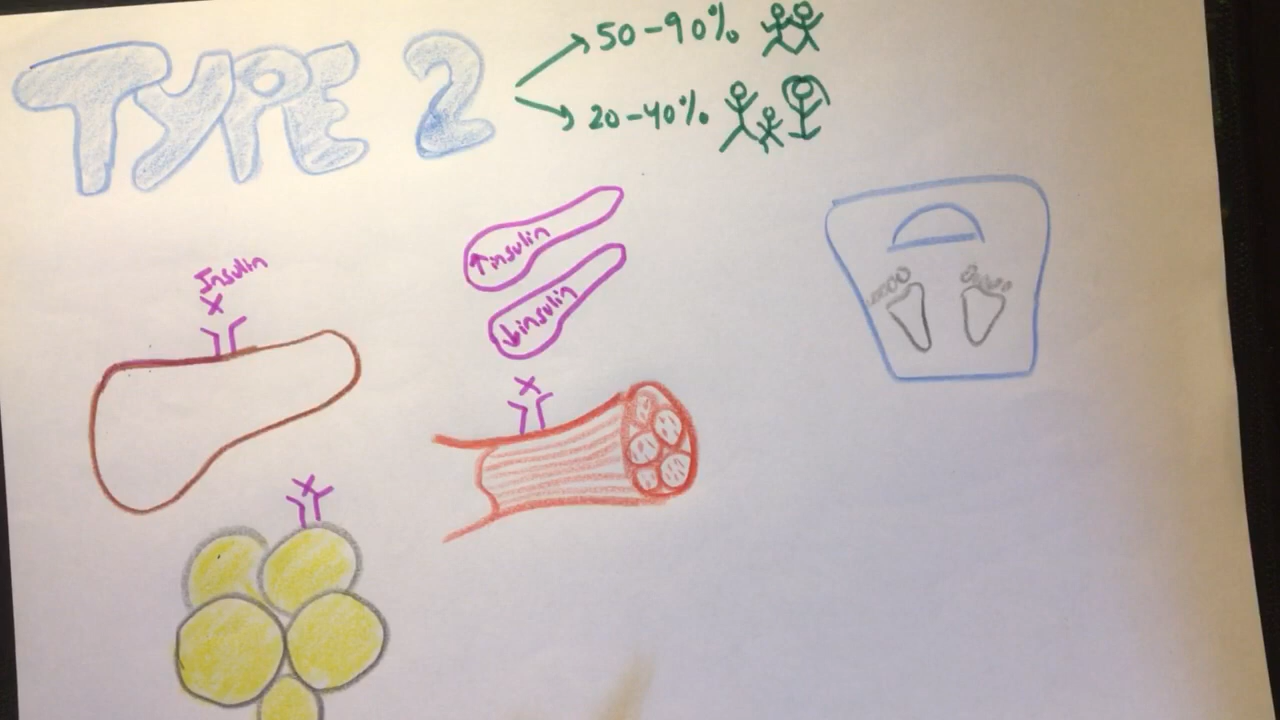 TYPE 2
50-90%
20-40%
Insulin
X
↑insulin
↓insulin
X
X